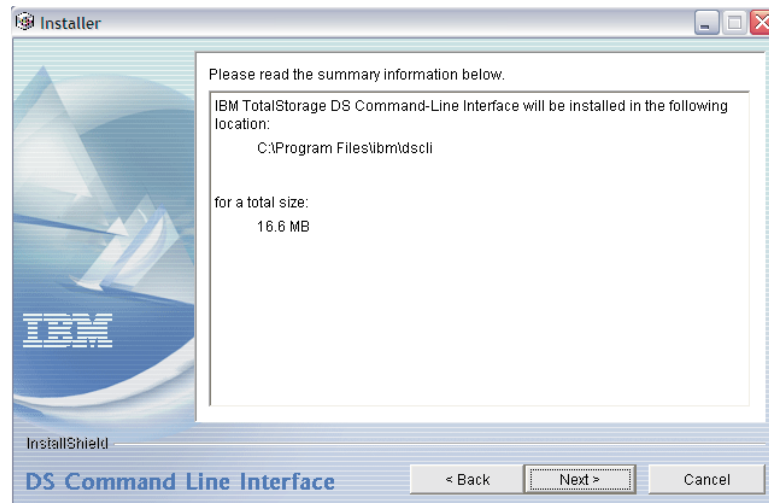 Installer
Please read the summary information below.
IBM TotalStorage DS Command-Line Interface will be installed in the following
location:
C:\Program Files\ibm\dscli
for a total size:
16.6 MB
IBM
InstallShield
DS Command Line Interface
< Back
Next >
Cancel